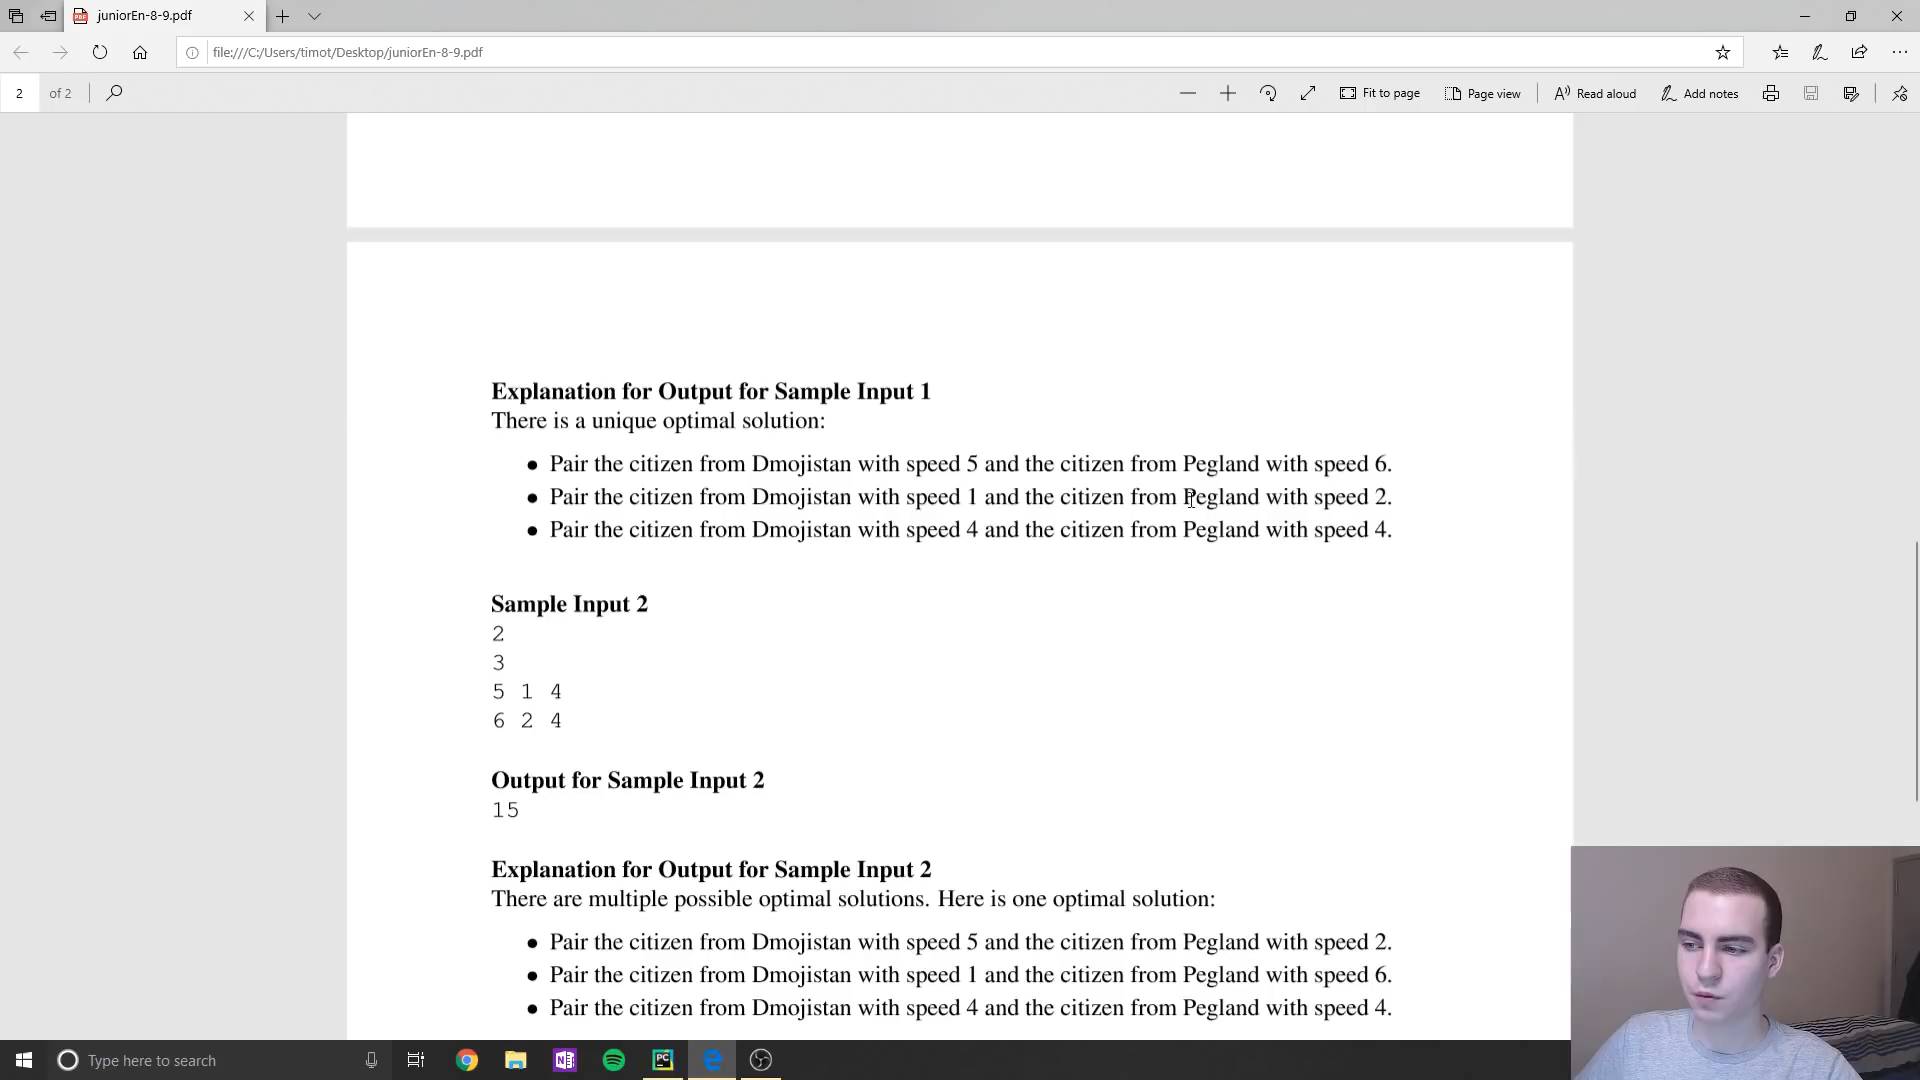 juniorEn-8-9.pdf
file:///C:/Users/timot/Desktop/juniorEn-8-9.pdf
2 of 2
Fit to page
Page view
Read aloud
Add notes
Explanation for Output for Sample Input 1
There is a unique optimal solution:
● Pair the citizen from Dmojistan with speed 5 and the citizen from Pegland with speed 6.
● Pair the citizen from Dmojistan with speed 1 and the citizen from Pegland with speed 2.
● Pair the citizen from Dmojistan with speed 4 and the citizen from Pegland with speed 4.
Sample Input 2
2
3
5 1 4
6 2 4
Output for Sample Input 2
15
Explanation for Output for Sample Input 2
There are multiple possible optimal solutions. Here is one optimal solution:
● Pair the citizen from Dmojistan with speed 5 and the citizen from Pegland with speed 2.
● Pair the citizen from Dmojistan with speed 1 and the citizen from Pegland with speed 6.
● Pair the citizen from Dmojistan with speed 4 and the citizen from Pegland with speed 4.
Type here to search